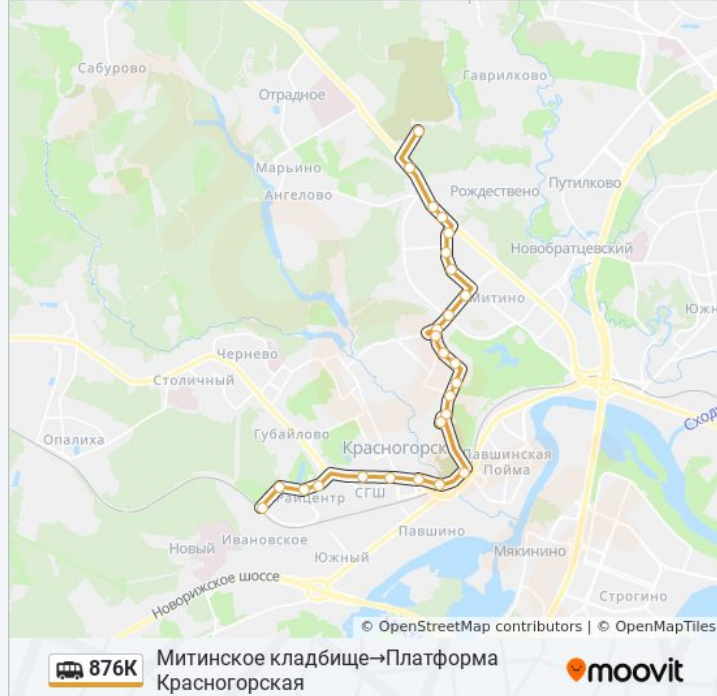 Сабурово
Гаврилково
Отрадное
Марьино
Ангелово
Рождествено
Путилково
Новобратцевский
Митино
Южн
Чернево
Столичный
Сход
Опалиха
Губайлово
Красногорск
Павшинская
Пойма
Райцентр
СГШ
Ивановское
Павшино
Новый
Южный
Мякинино
Новорижское шоссе
Строгино
© OpenStreetMap contributors | © OpenMapTiles
876К
Митинское кладбище→Платформа
Красногорская
moovit